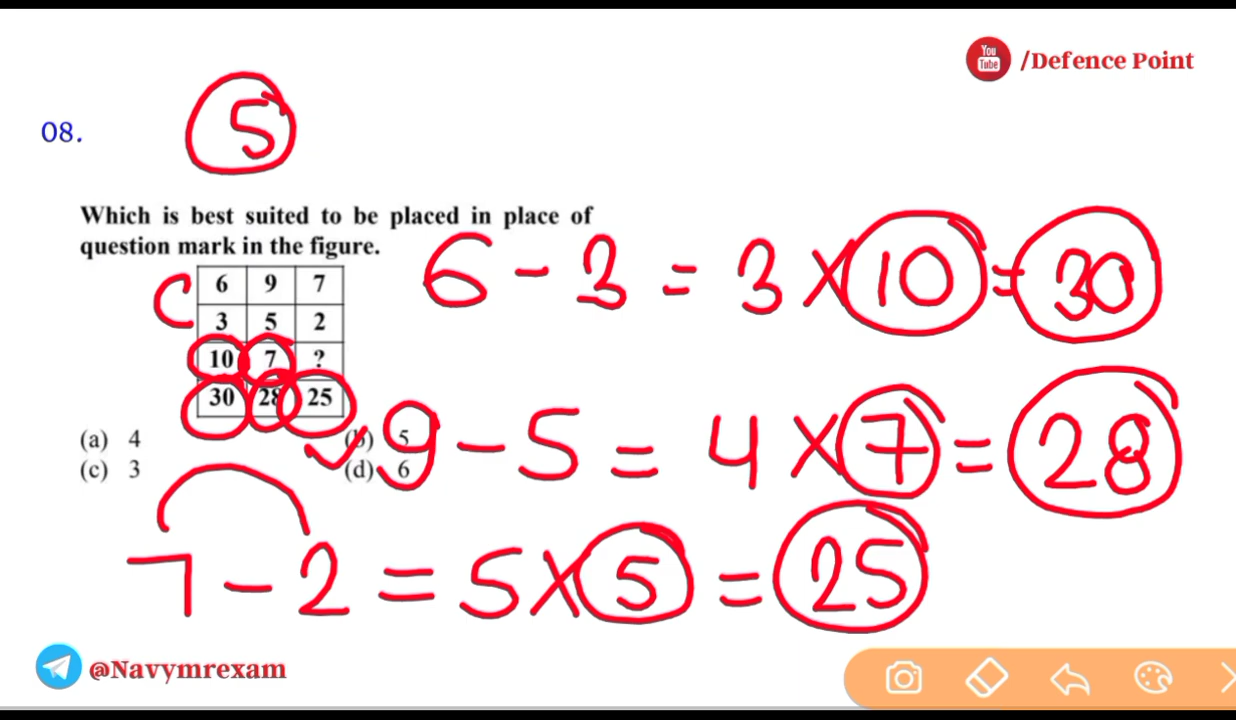 You
Tube /Defence Point
08.
5
Which is best suited to be placed in place of
question mark in the figure.
6 9 7
3 5 2
10 7 ?
30 28 25
6 - 3 = 3 × 10 = 30
(a) 4 (b) 5
(c) 3 (d) 6
9 - 5 = 4 × 7 = 28
7 - 2 = 5 × 5 = 25
@Navymrexam